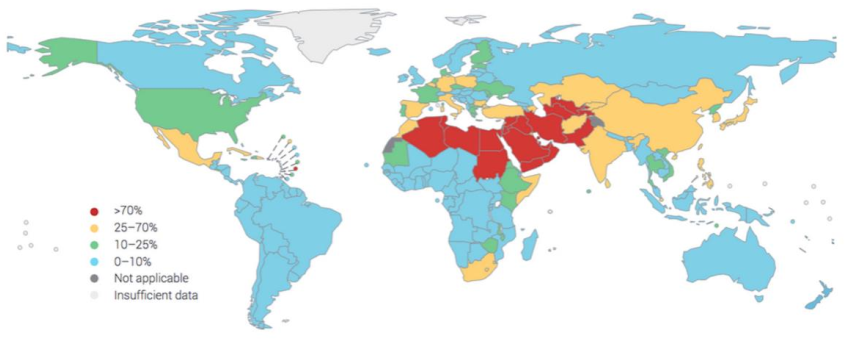 >70%
25–70%
10–25%
0–10%
Not applicable
Insufficient data